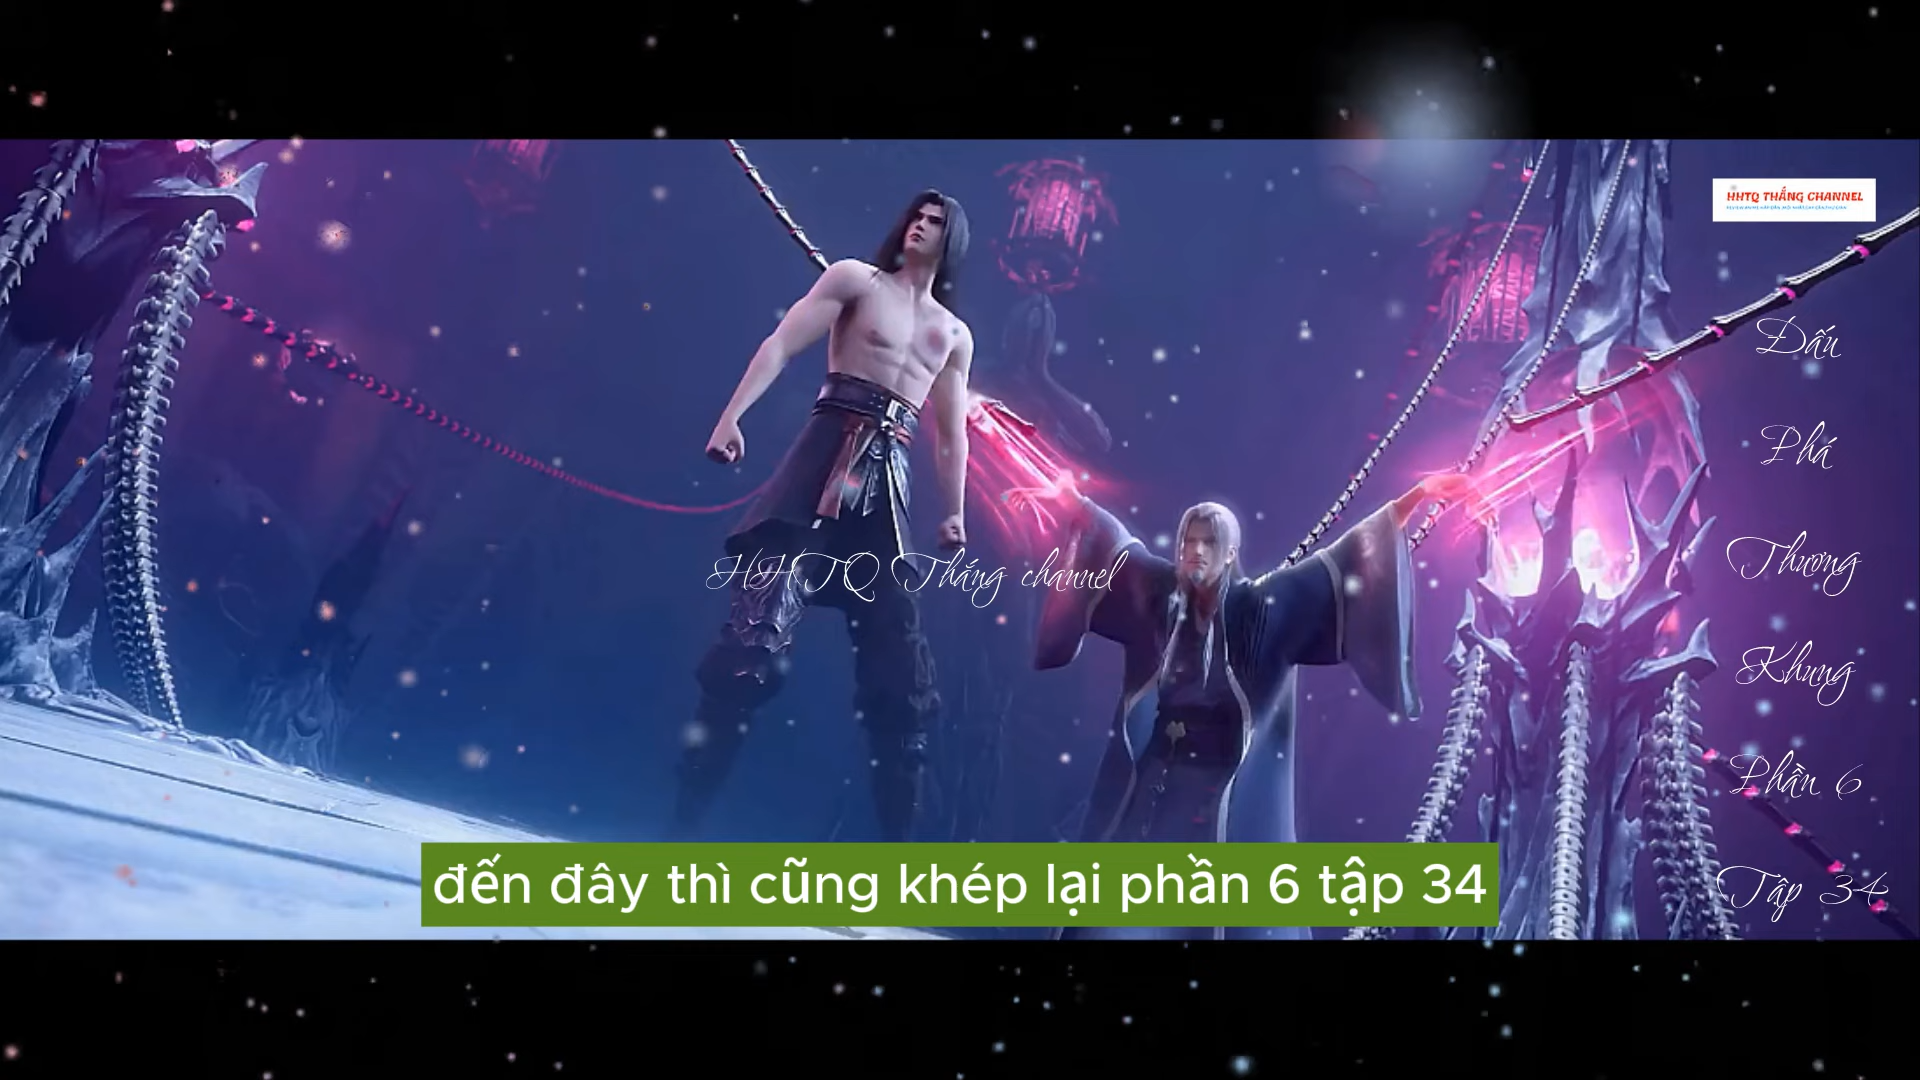 HHTQ THẮNG CHANNEL
Đấu
Phá
Thương
Khung
Phần 6
Tập 34
HHTQ Thắng channel
đến đây thì cũng khép lại phần 6 tập 34